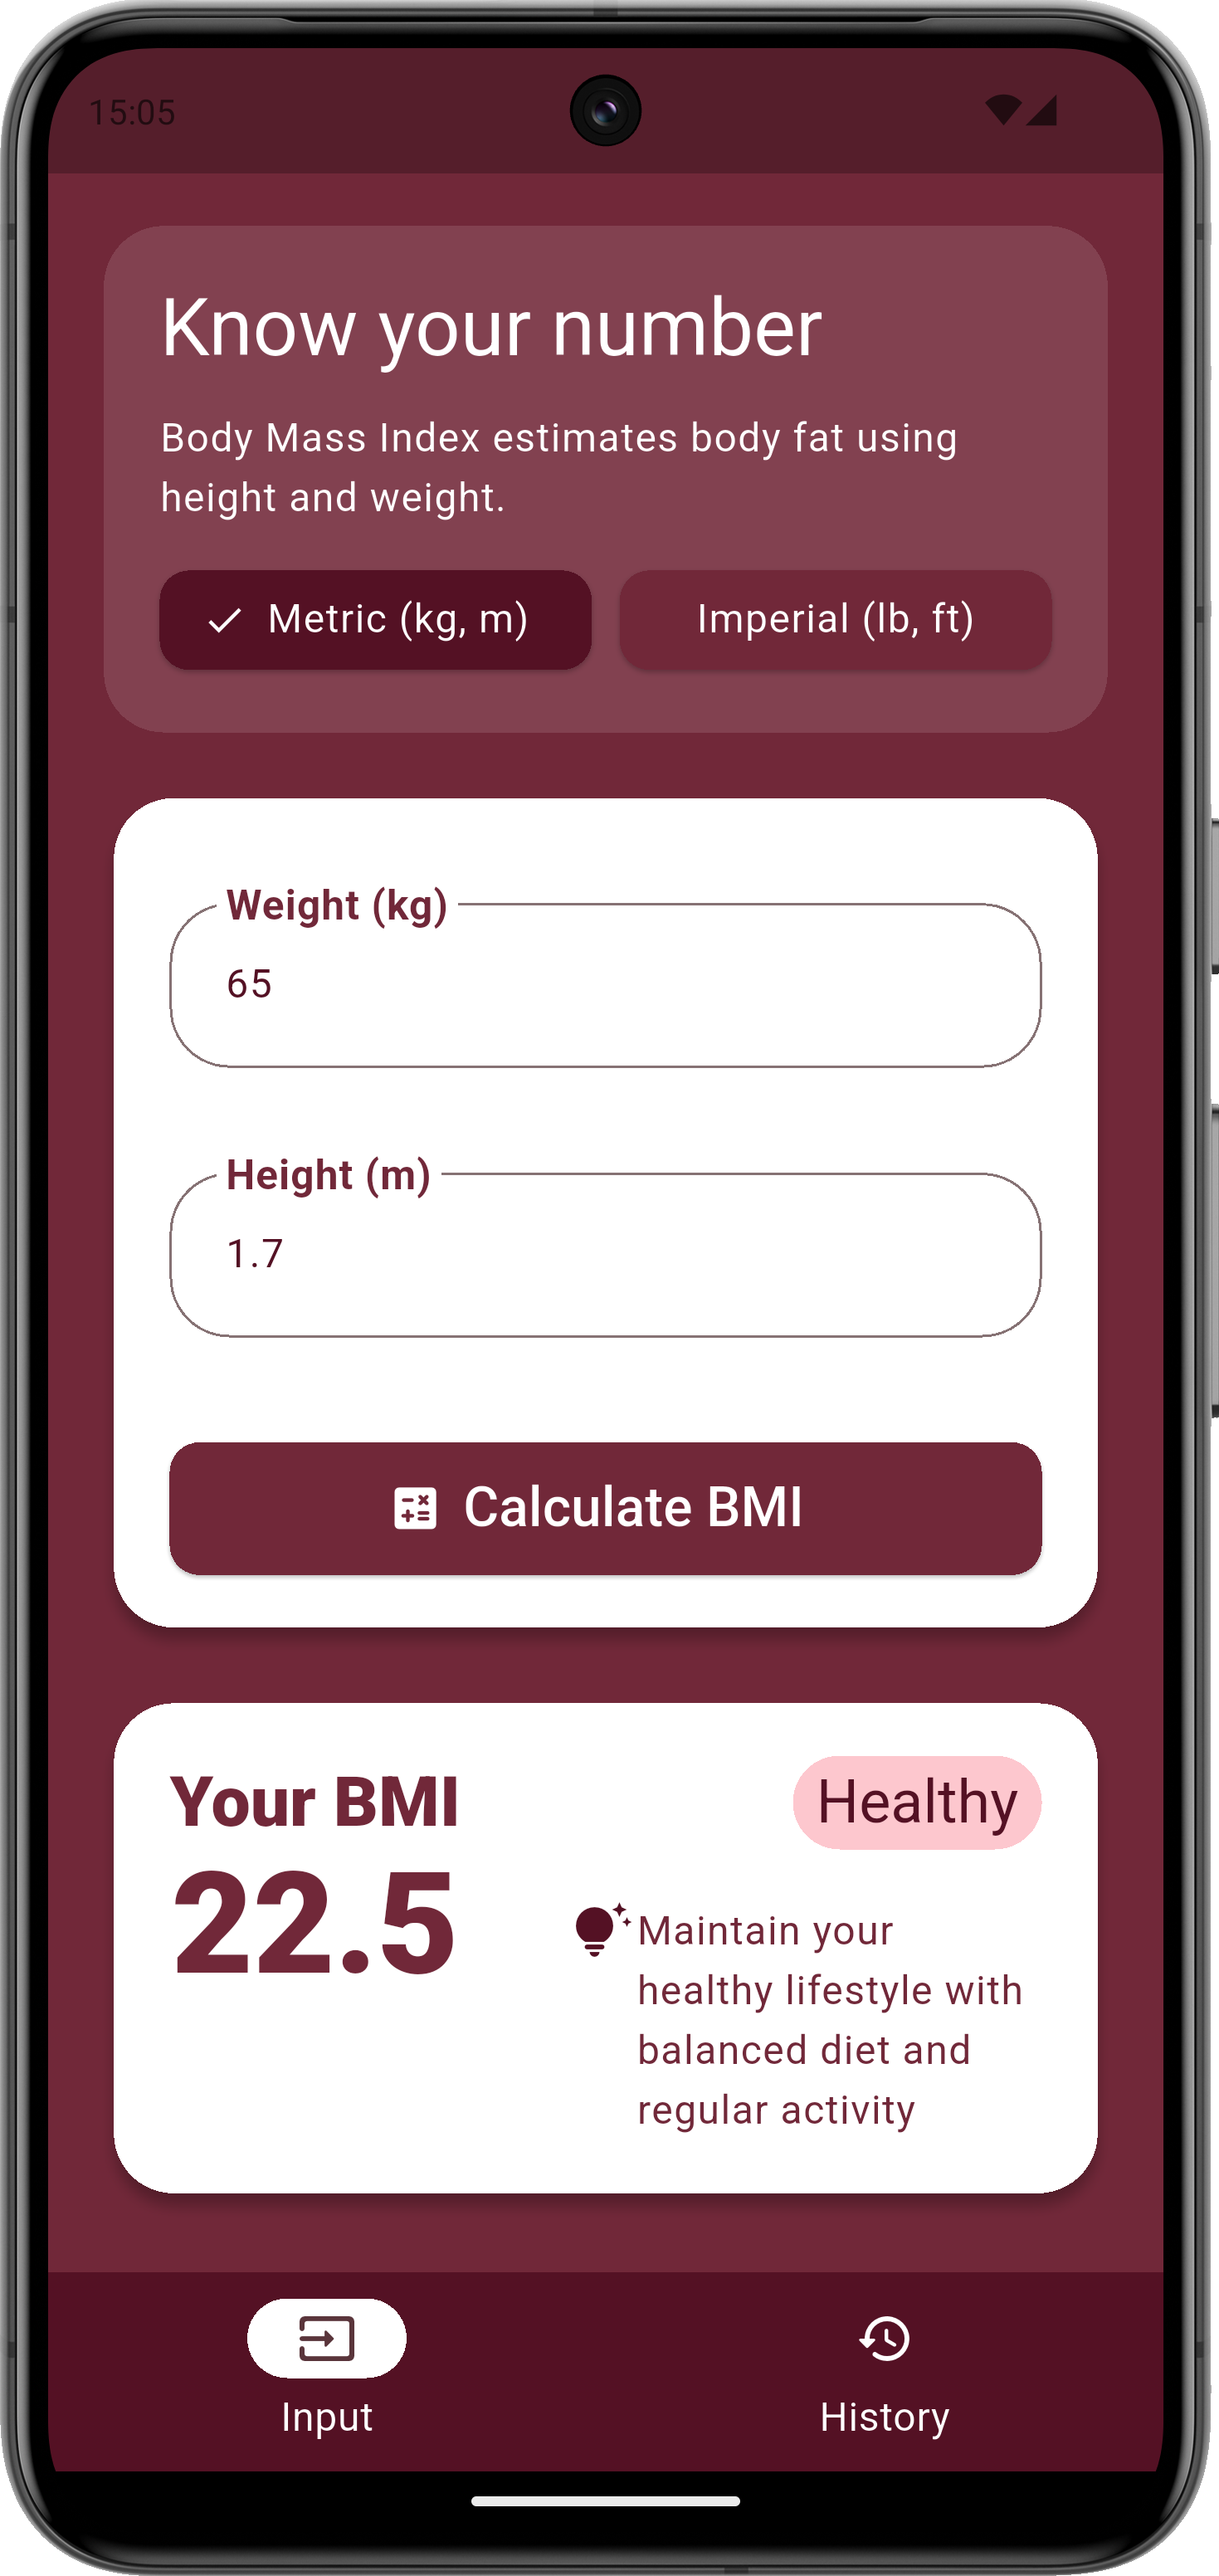 15:05
Know your number
Body Mass Index estimates body fat using
height and weight.
Metric (kg, m)
Imperial (lb, ft)
Weight (kg)
65
Height (m)
1.7
Calculate BMI
Your BMI
Healthy
22.5
Maintain your
healthy lifestyle with
balanced diet and
regular activity
Input
History